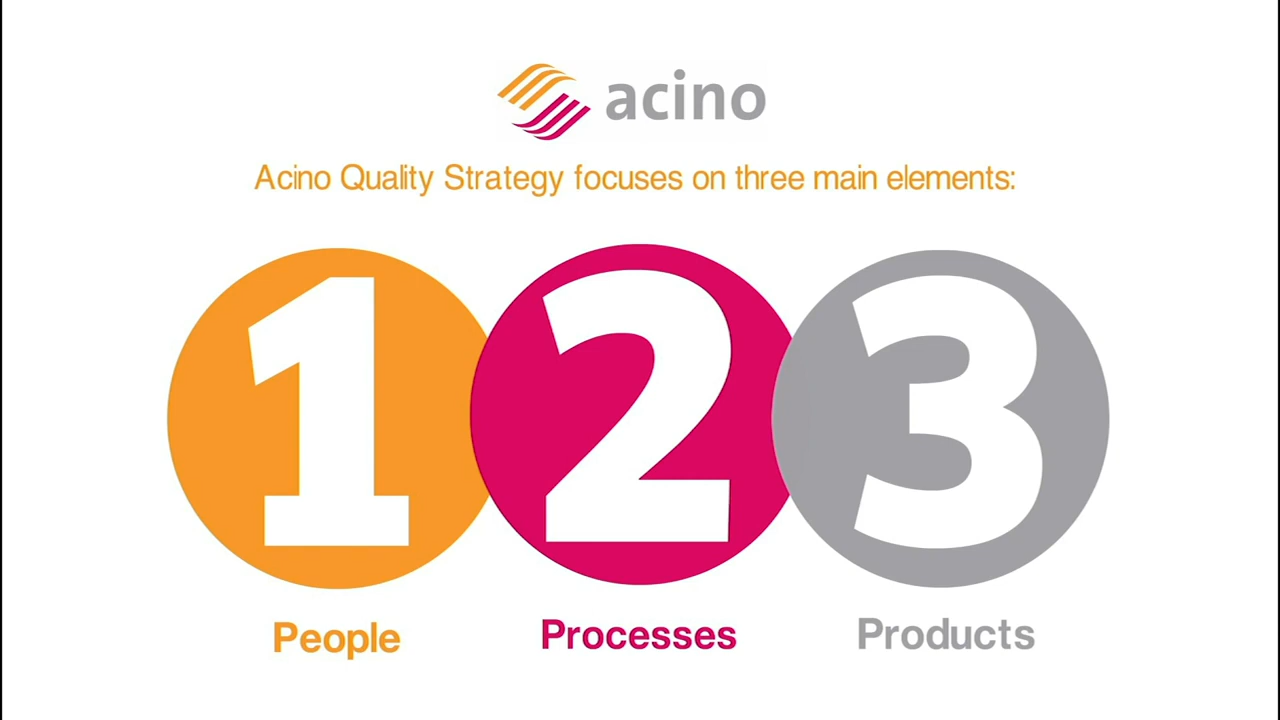 acino
Acino Quality Strategy focuses on three main elements:
1 2 3
People Processes Products